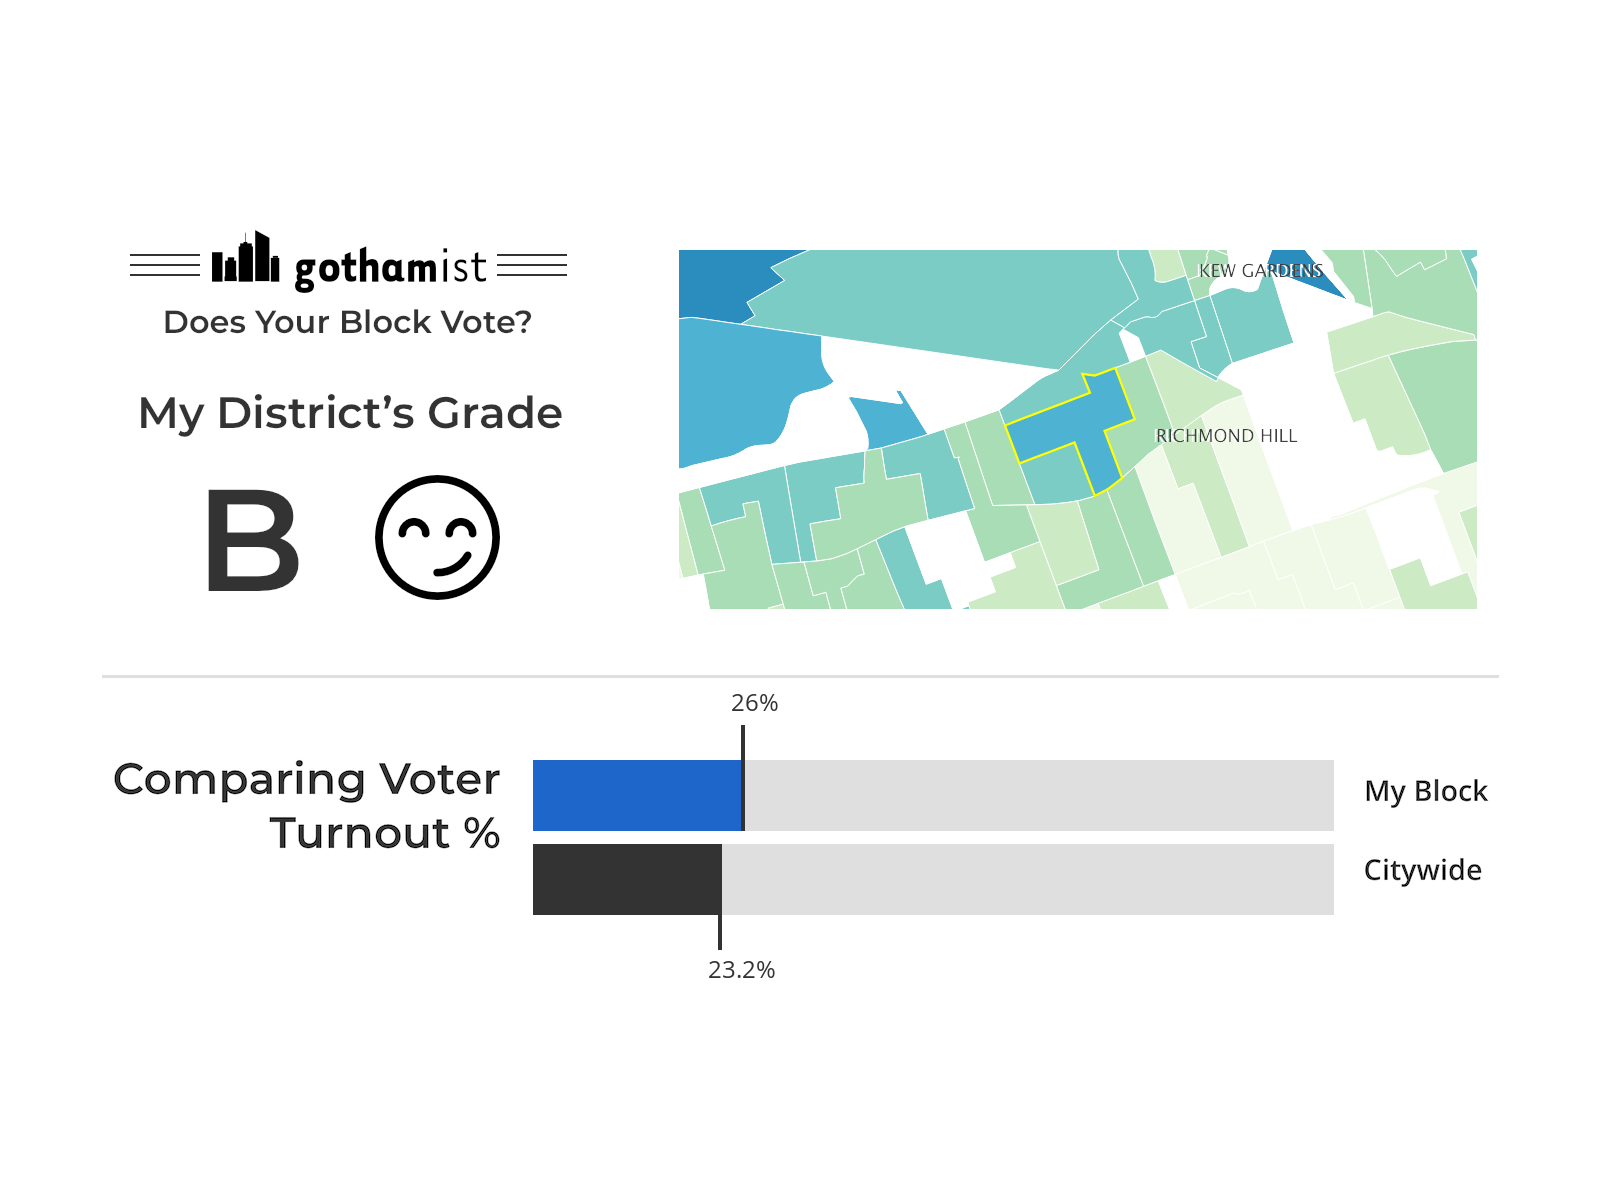 gothamist
Does Your Block Vote?
My District’s Grade
B
KEW GARDENS
RICHMOND HILL
26%
Comparing Voter
Turnout %
My Block
Citywide
23.2%